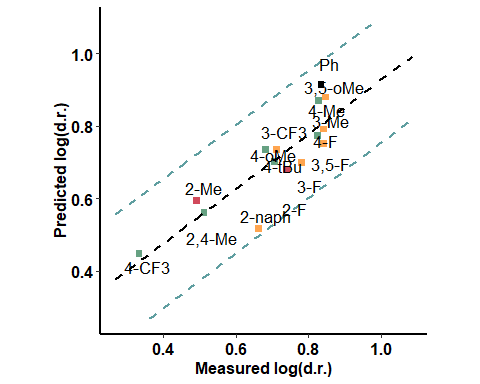 Predicted log(d.r.)
1.0
0.8
0.6
0.4
Ph
3,5-oMe
4-Me
3-Me
3-CF3
4-F
4-oMe
4-tBu
3,5-F
2-Me
3-F
2-F
2-naph
2,4-Me
4-CF3
0.4 0.6 0.8 1.0
Measured log(d.r.)